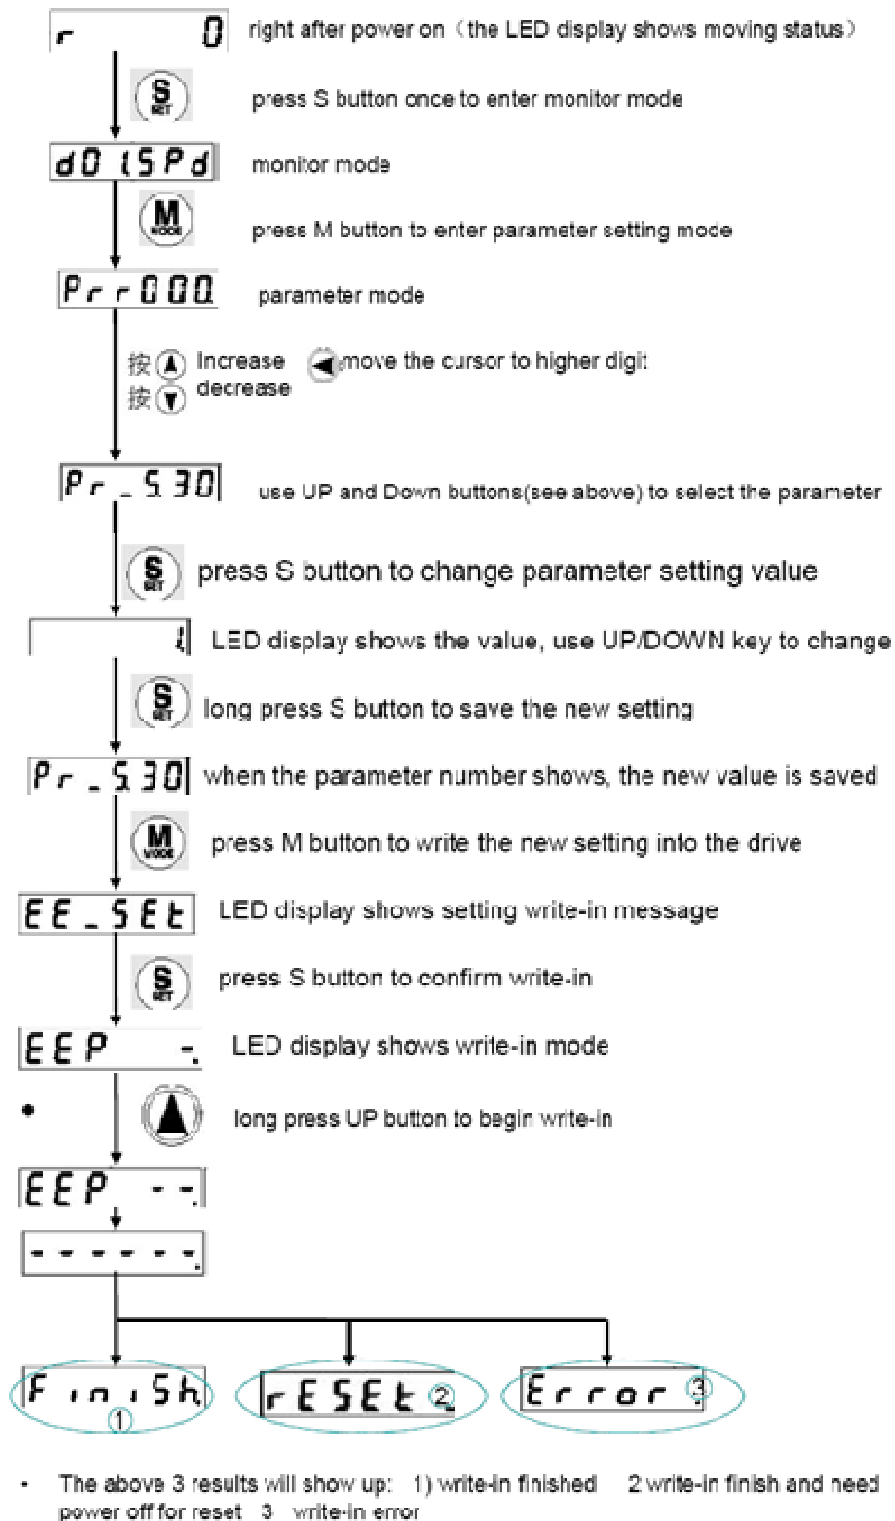 r 0 right after power on（the LED display shows moving status）
S
SET
press S button once to enter monitor mode
d01SPd monitor mode
M
MODE
press M button to enter parameter setting mode
Prr000. parameter mode
按 Increase move the cursor to higher digit
按 decrease
Pr_5.30 use UP and Down buttons(see above) to select the parameter
S
SET
press S button to change parameter setting value
1. LED display shows the value, use UP/DOWN key to change
S
SET
long press S button to save the new setting
Pr_5.30 when the parameter number shows, the new value is saved
M
MODE
press M button to write the new setting into the drive
EE_SEt LED display shows setting write-in message
S
SET
press S button to confirm write-in
EEP -. LED display shows write-in mode
• long press UP button to begin write-in
EEP --.
------.
FiniSh. rESEt. ② Error. ③
①
• The above 3 results will show up: 1) write-in finished 2 write-in finish and need
power off for reset 3 write-in error